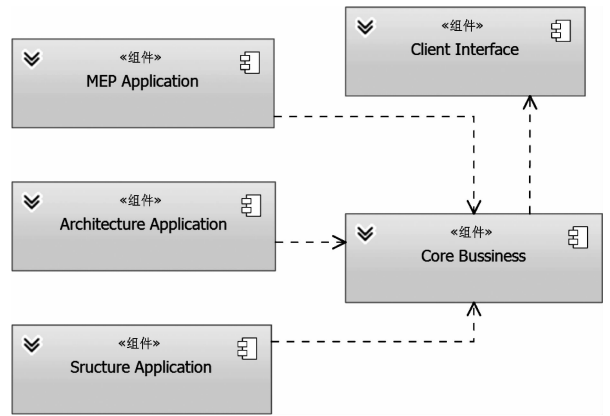 «组件»
MEP Application
«组件»
Client Interface
«组件»
Architecture Application
«组件»
Core Bussiness
«组件»
Sructure Application